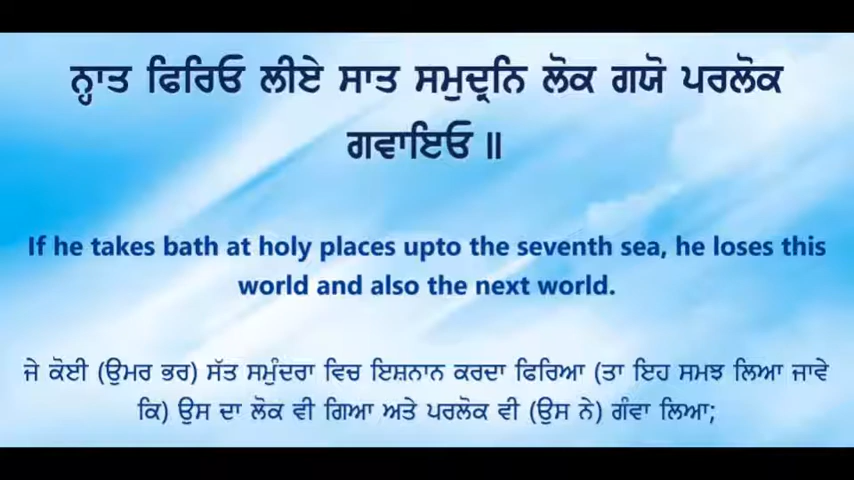 ਨ੍ਹਾਤ ਫਿਰਿਓ ਲੀਏ ਸਾਤ ਸਮੁਦ੍ਰਨਿ ਲੋਕ ਗਯੋ ਪਰਲੋਕ
ਗਵਾਇਓ ॥
If he takes bath at holy places upto the seventh sea, he loses this
world and also the next world.
ਜੇ ਕੋਈ (ਉਮਰ ਭਰ) ਸੱਤ ਸਮੁੰਦਰਾ ਵਿਚ ਇਸ਼ਨਾਨ ਕਰਦਾ ਫਿਰਿਆ (ਤਾ ਇਹ ਸਮਝ ਲਿਆ ਜਾਵੇ
ਕਿ) ਉਸ ਦਾ ਲੋਕ ਵੀ ਗਿਆ ਅਤੇ ਪਰਲੋਕ ਵੀ (ਉਸ ਨੇ) ਗੰਵਾ ਲਿਆ;